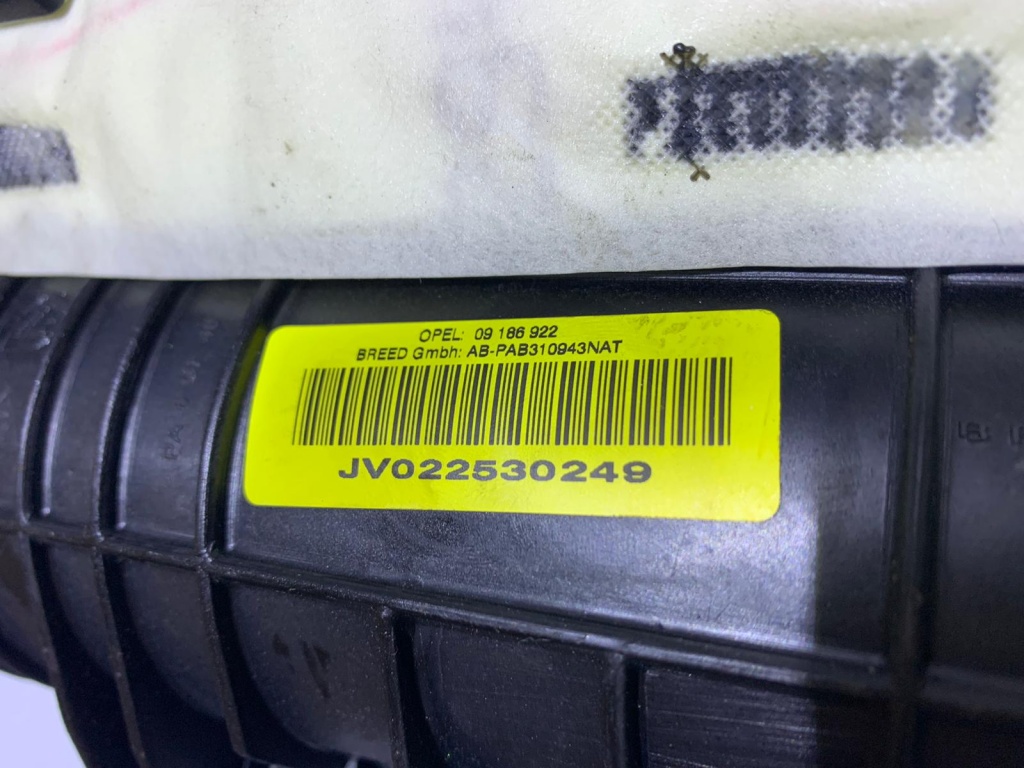 OPEL: 09 186 922
BREED Gmbh: AB-PAB310943NAT
JV022530249